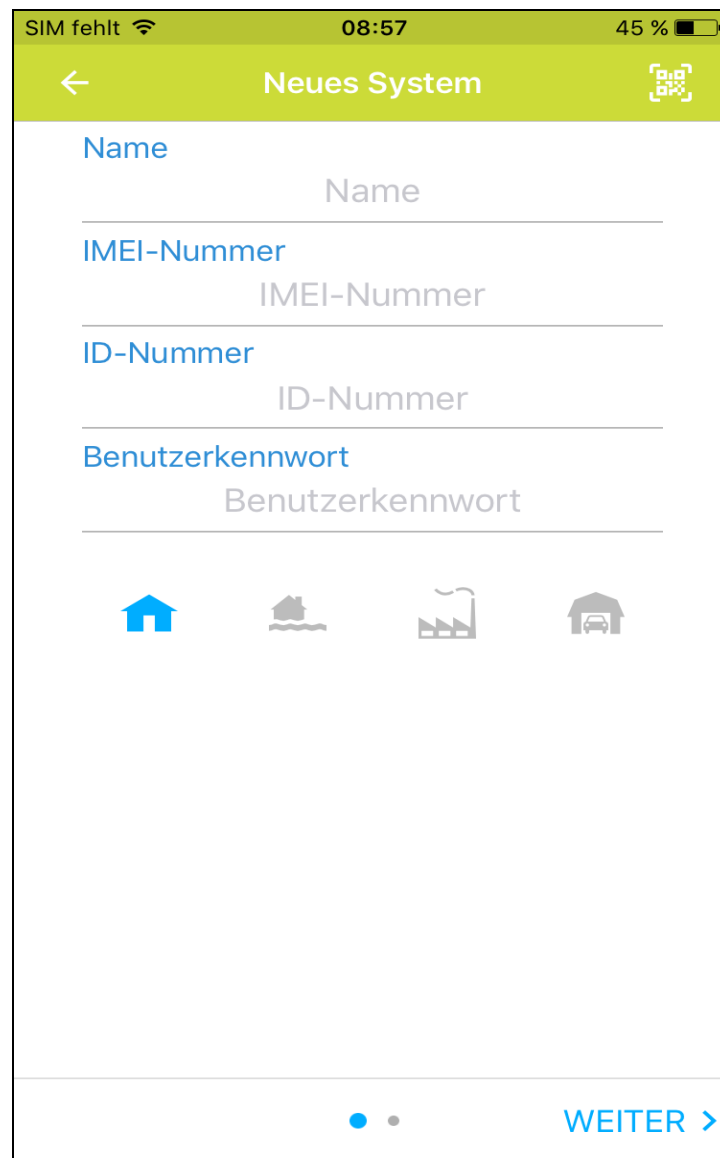 SIM fehlt 08:57 45 %
Neues System
Name
Name
IMEI-Nummer
IMEI-Nummer
ID-Nummer
ID-Nummer
Benutzerkennwort
Benutzerkennwort
WEITER